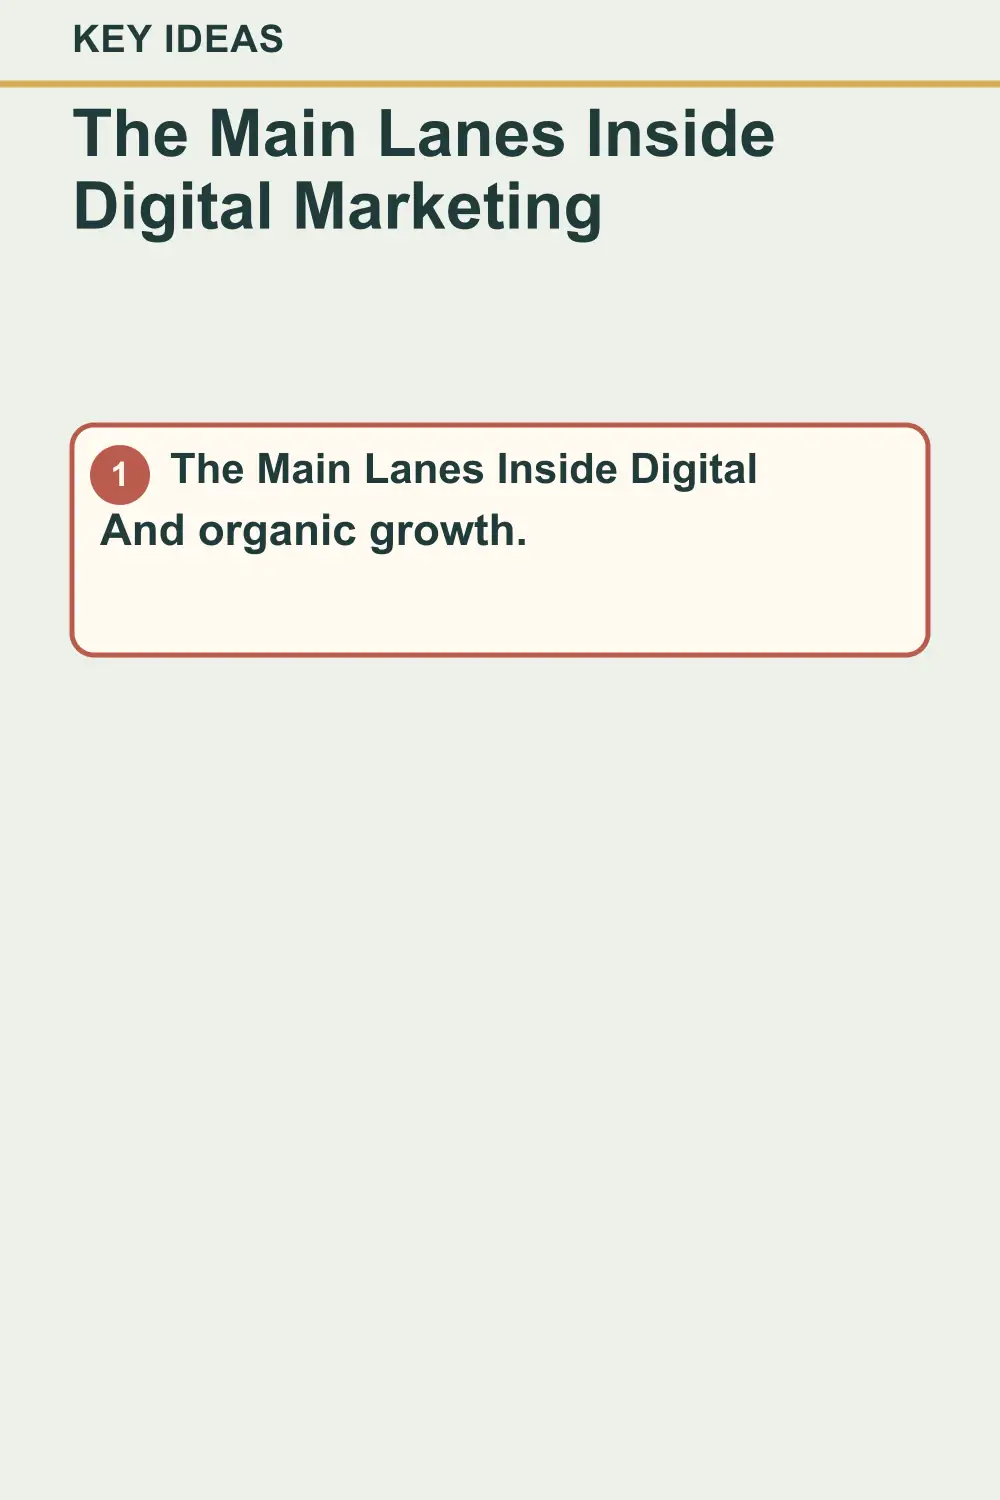 KEY IDEAS
The Main Lanes Inside
Digital Marketing
1 The Main Lanes Inside Digital
And organic growth.